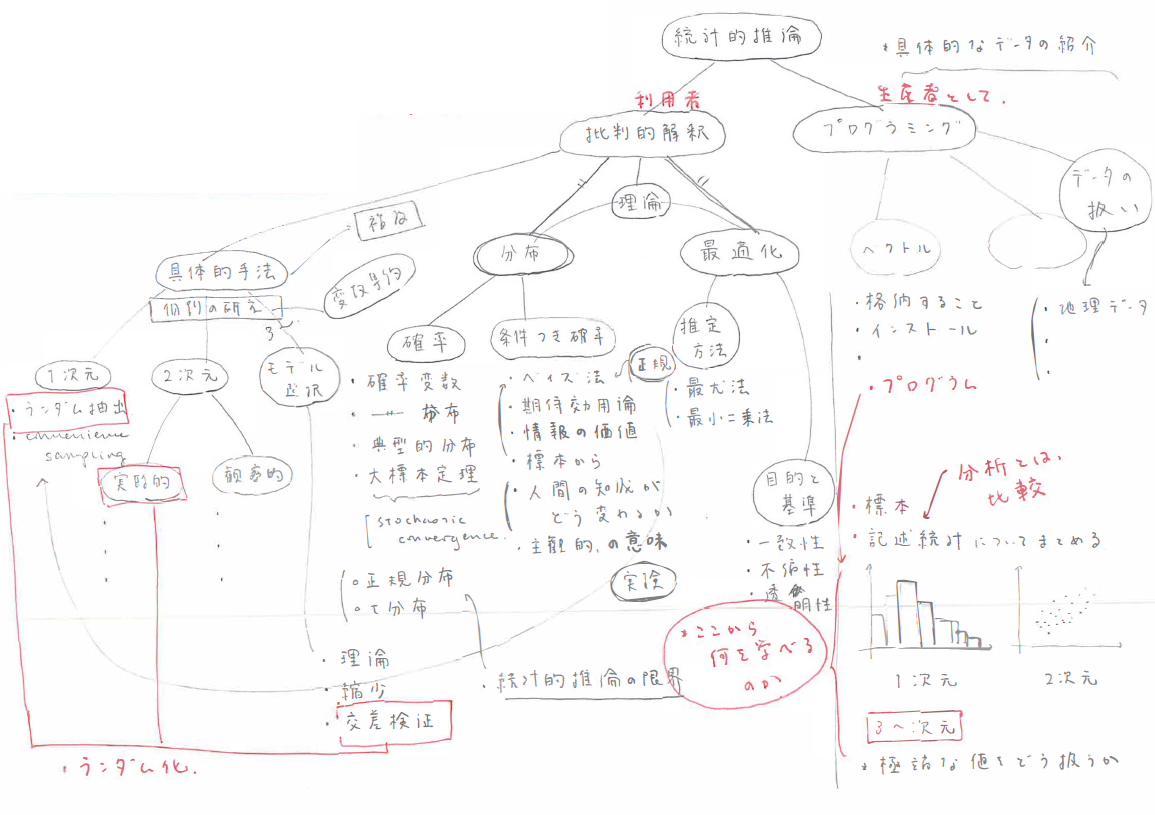 統計的推論
*具体的なデータの紹介
利用者
生産者として.
批判的解釈
プログラミング
理論
データの
扱い
補及
分布
最適化
ベクトル
具体的手法
個別の研究
変数
3~
確率
条件つき確率
推定
方法
・格納すること
・インストール
・プログラム
・地理データ
1次元
2次元
モデル
選択
正規
・ランダム抽出
・convenience
sampling
実際的
観察的
・確率変数
・〃 分布
・典型的分布
・大標本定理
stochastic
convergence.
○正規分布
○t分布
・ベイズ法
・期待効用論
・情報の価値
・標本から
・人間の知識が
どう変わるか
・主観的,の意味
実験
・最尤法
・最小二乗法
目的と
基準
・一致性
・不偏性
・透明性
・標本
分析とは,
比較
・記述統計についてまとめる
*ここから
何を学べる
のか
1次元
2次元
3~次元
*極端な値をどう扱うか
・理論
・縮少
・交差検証
・統計的推論の限界
・ランダム化.